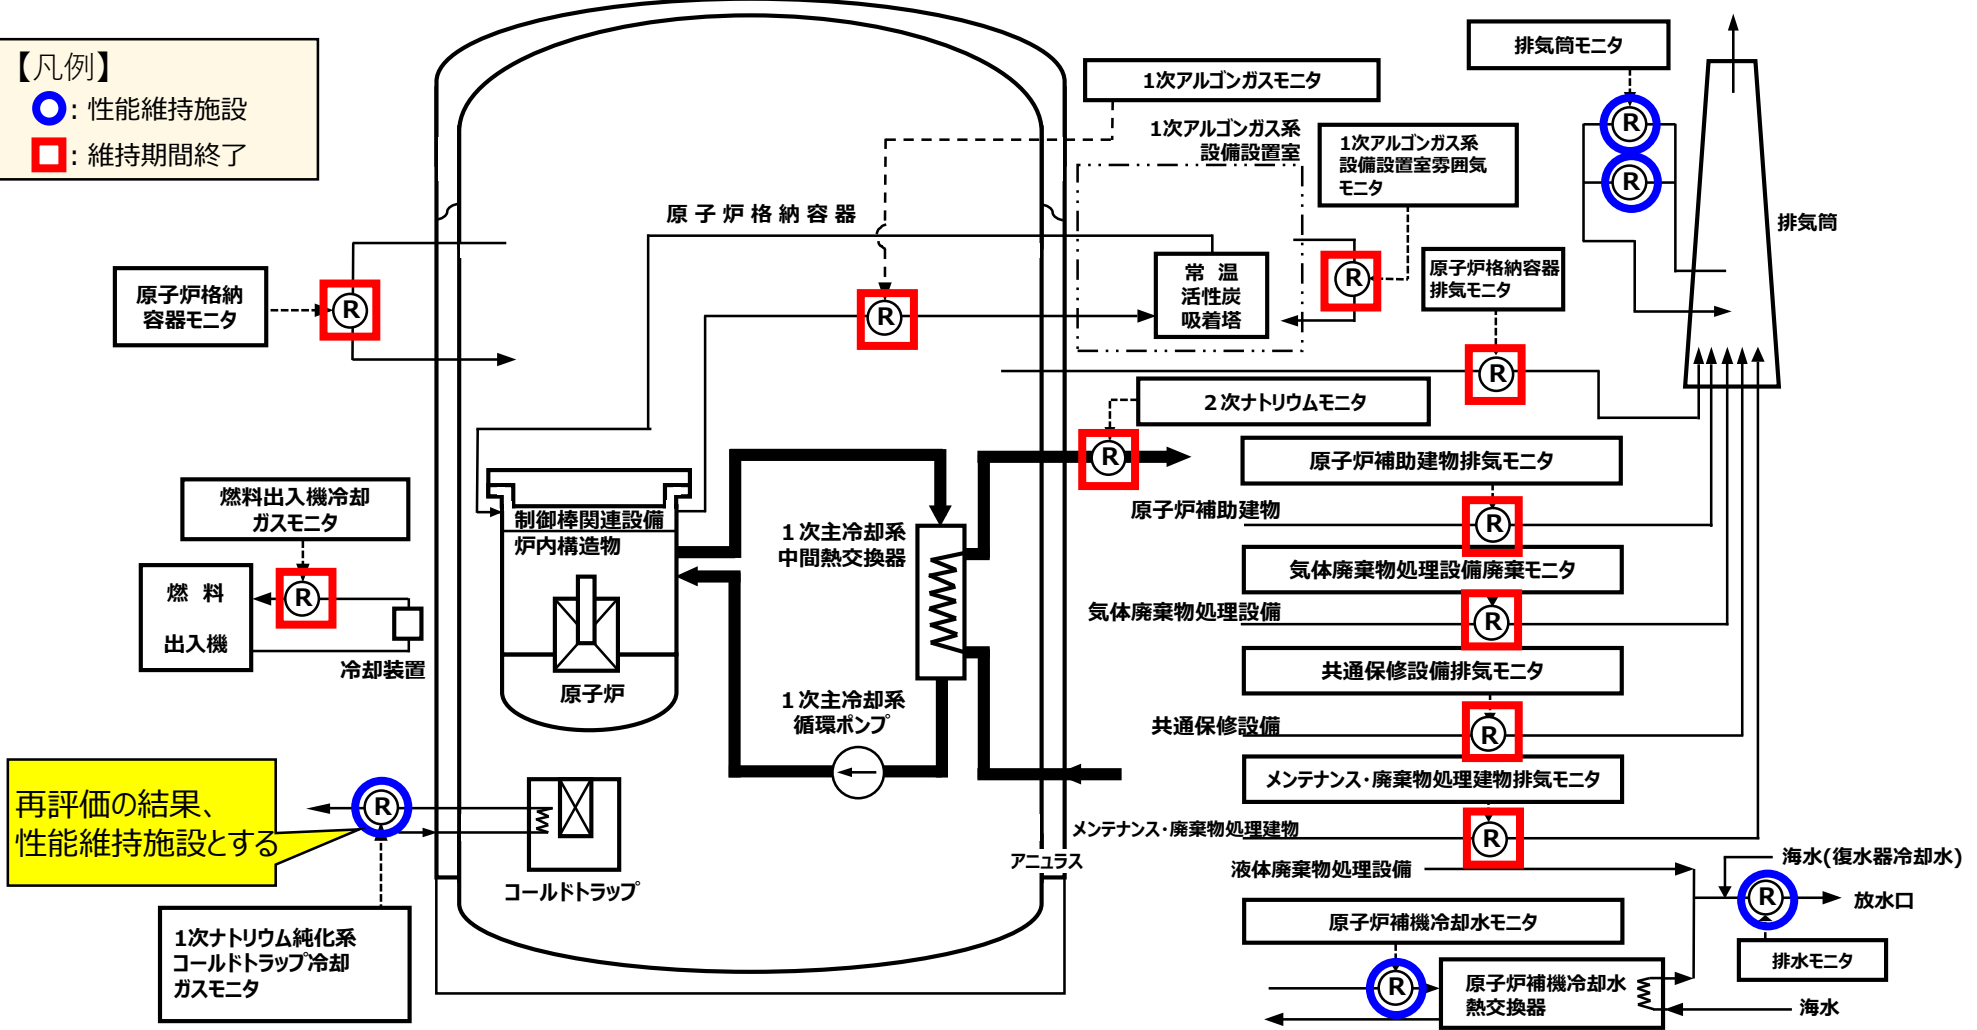 【凡例】
○：性能維持施設
□：維持期間終了
排気筒モニタ
1次アルゴンガスモニタ
1次アルゴンガス系
設備設置室
1次アルゴンガス系
設備設置室雰囲気
モニタ
R
R
排気筒
原子炉格納容器
原子炉格納
容器モニタ
R
R
常 温
活性炭
吸着塔
R
原子炉格納容器
排気モニタ
R
2次ナトリウムモニタ
R
原子炉補助建物排気モニタ
原子炉補助建物
R
燃料出入機冷却
ガスモニタ
燃 料
出入機
R
冷却装置
制御棒関連設備
炉内構造物
原子炉
1次主冷却系
中間熱交換器
1次主冷却系
循環ポンプ
気体廃棄物処理設備廃棄モニタ
気体廃棄物処理設備
R
共通保修設備排気モニタ
共通保修設備
R
メンテナンス・廃棄物処理建物排気モニタ
メンテナンス・廃棄物処理建物
R
再評価の結果、
性能維持施設とする
R
コールドトラップ
アニュラス
1次ナトリウム純化系
コールドトラップ冷却
ガスモニタ
液体廃棄物処理設備
海水(復水器冷却水)
R
放水口
排水モニタ
原子炉補機冷却水モニタ
R
原子炉補機冷却水
熱交換器
海水